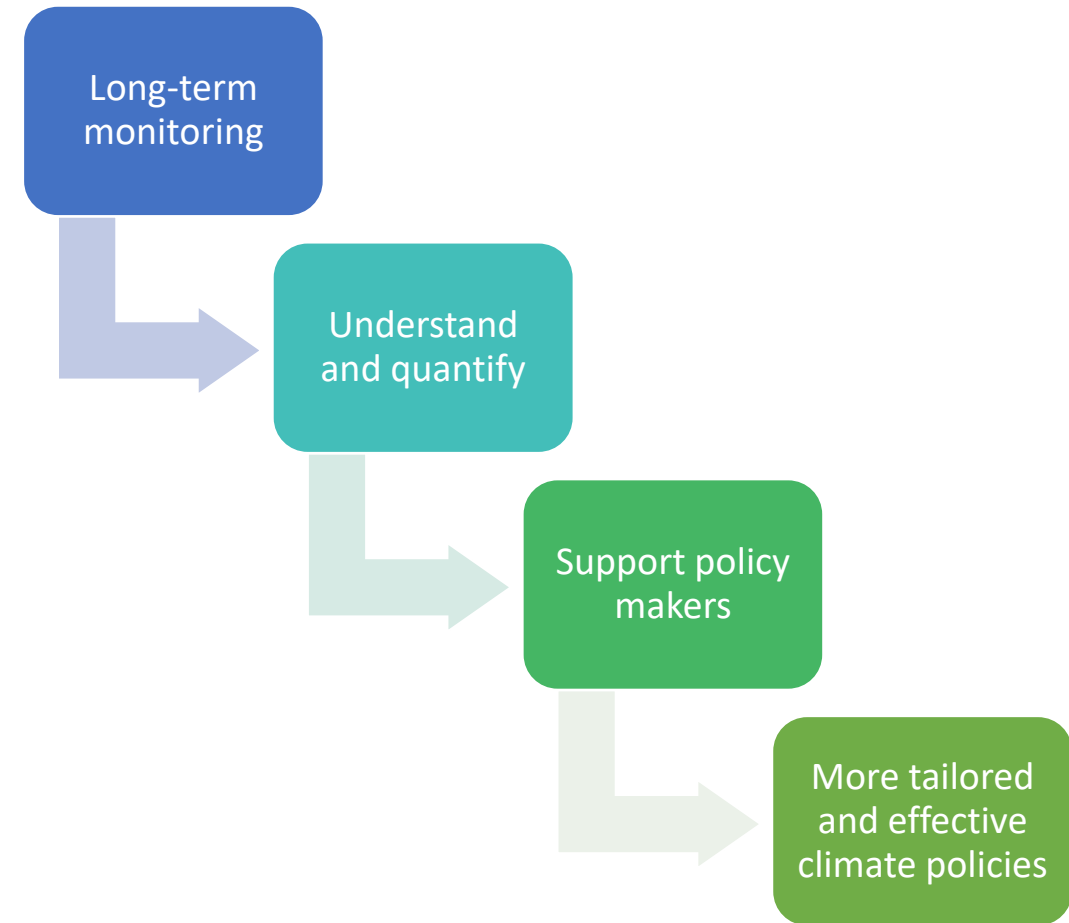 Long-term
monitoring
Understand
and quantify
Support policy
makers
More tailored
and effective
climate policies